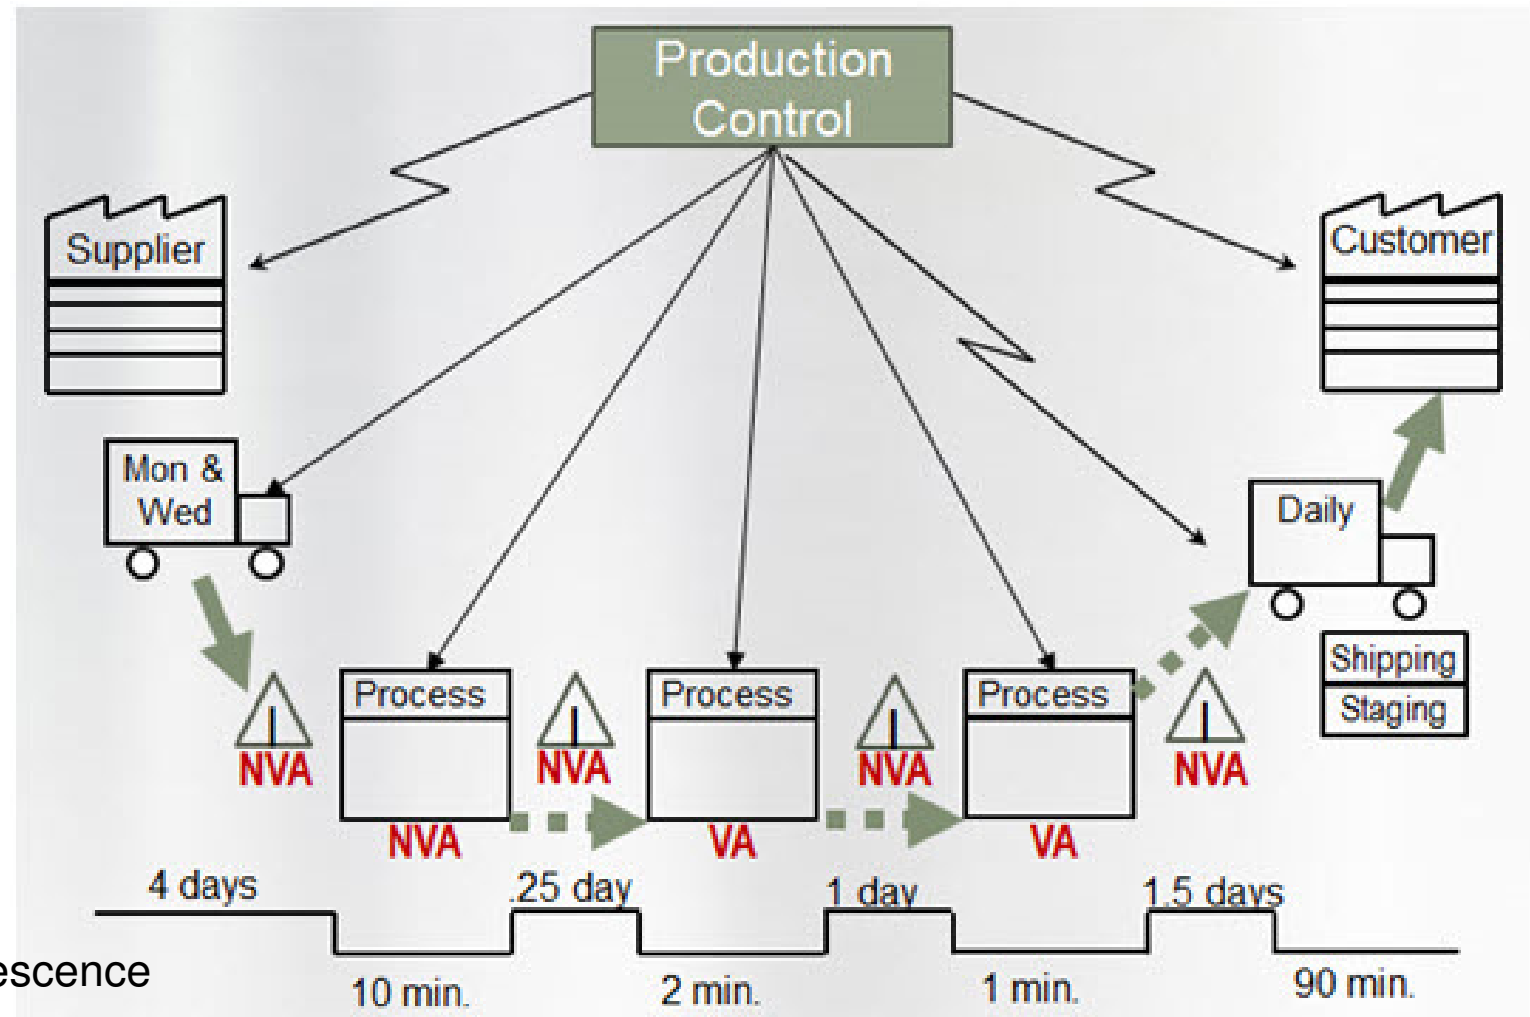 Production
Control
Supplier
Customer
Mon &
Wed
Daily
Shipping
Staging
Process
Process
Process
NVA
NVA
NVA
NVA
NVA
VA
VA
4 days
.25 day
1 day
1.5 days
escence
10 min.
2 min.
1 min.
90 min.